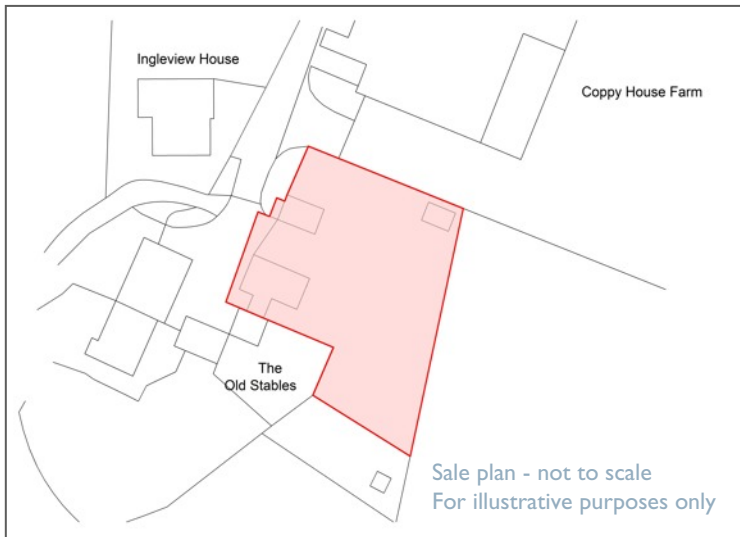 Ingleview House
Coppy House Farm
The
Old Stables
Sale plan - not to scale
For illustrative purposes only